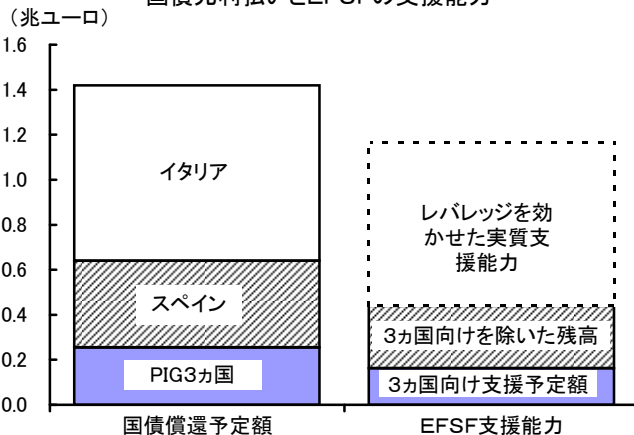 国債元利払いとEFSFの支援能力
（兆ユーロ）
1.6
1.4
1.2
1.0
0.8
0.6
0.4
0.2
0.0
イタリア
スペイン
PIG3ヵ国
レバレッジを効
かせた実質支
援能力
3ヵ国向けを除いた残高
3ヵ国向け支援予定額
国債償還予定額
EFSF支援能力